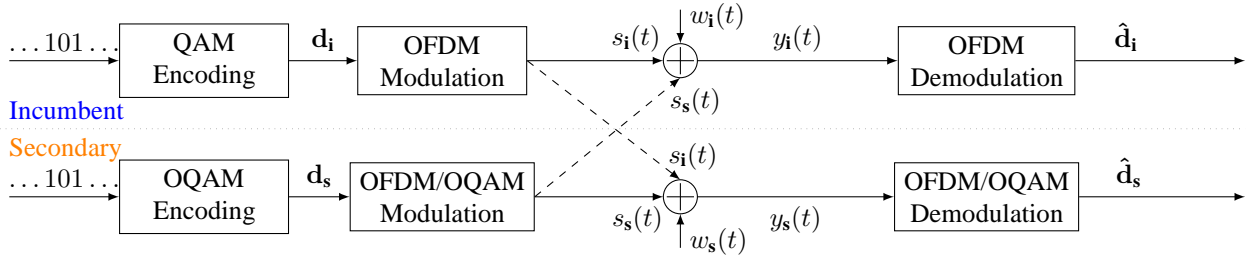 …101… QAM Encoding d_i OFDM Modulation s_i(t) w_i(t) y_i(t) OFDM Demodulation d̂_i
s_s(t)
Incumbent
Secondary
s_i(t)
…101… OQAM Encoding d_s OFDM/OQAM Modulation s_s(t) w_s(t) y_s(t) OFDM/OQAM Demodulation d̂_s